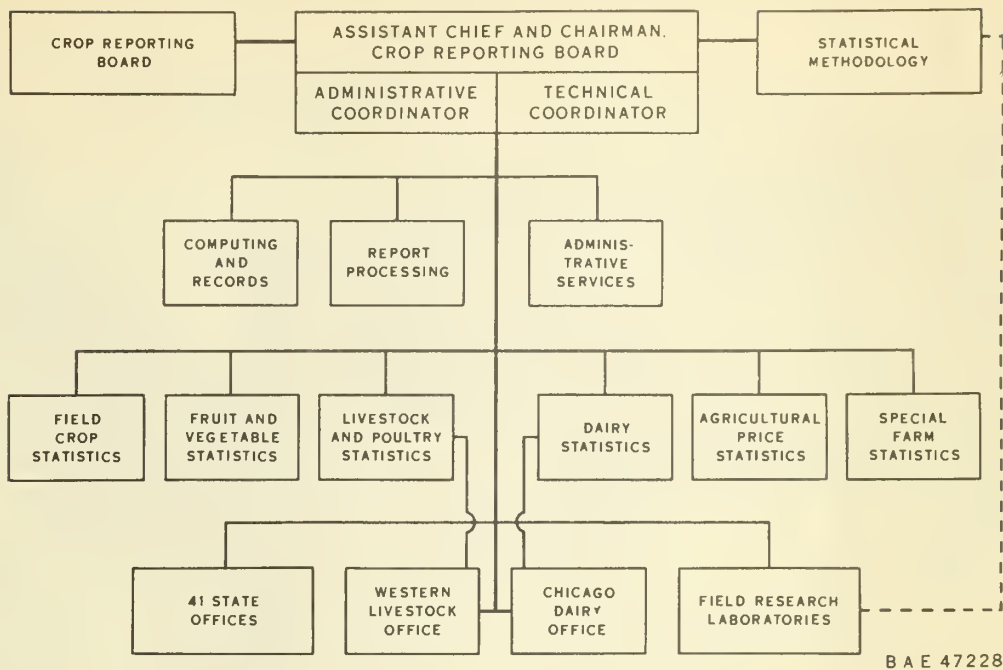 CROP REPORTING
BOARD
ASSISTANT CHIEF AND CHAIRMAN,
CROP REPORTING BOARD
STATISTICAL
METHODOLOGY
ADMINISTRATIVE
COORDINATOR
TECHNICAL
COORDINATOR
COMPUTING
AND
RECORDS
REPORT
PROCESSING
ADMINIS-
TRATIVE
SERVICES
FIELD
CROP
STATISTICS
FRUIT AND
VEGETABLE
STATISTICS
LIVESTOCK
AND POULTRY
STATISTICS
DAIRY
STATISTICS
AGRICULTURAL
PRICE
STATISTICS
SPECIAL
FARM
STATISTICS
41 STATE
OFFICES
WESTERN
LIVESTOCK
OFFICE
CHICAGO
DAIRY
OFFICE
FIELD RESEARCH
LABORATORIES
BAE 47228